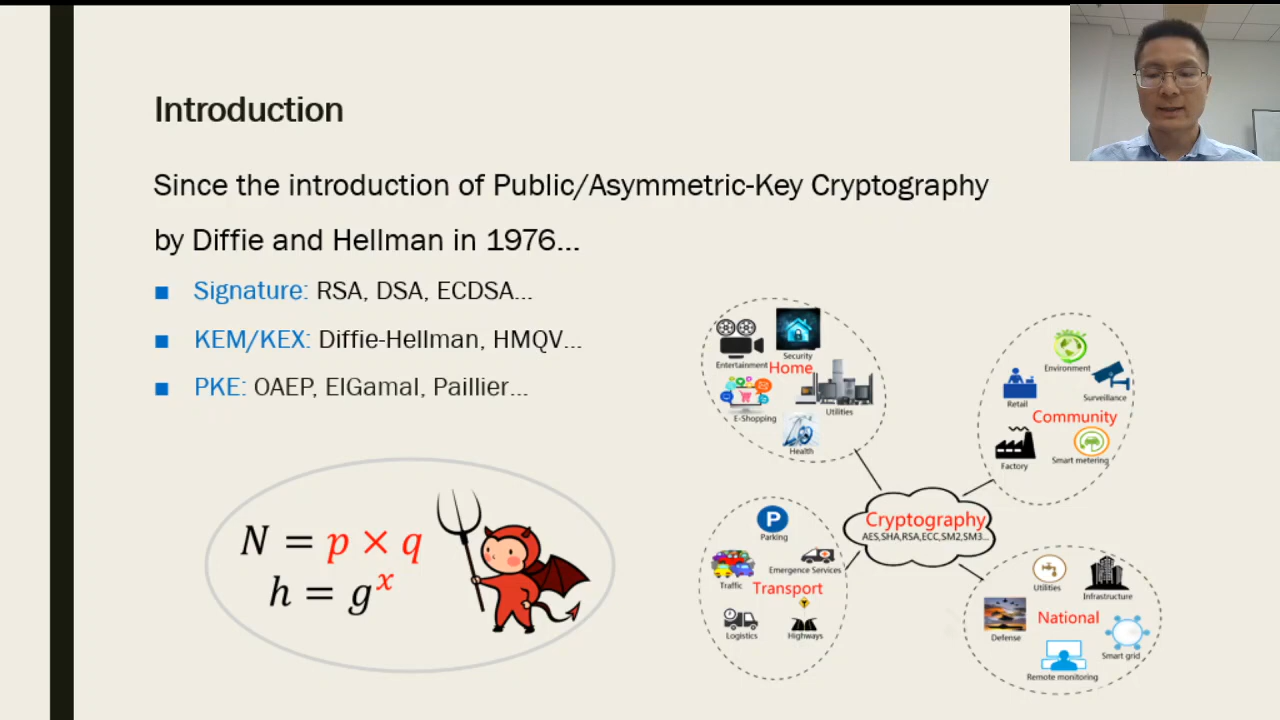 Introduction
Since the introduction of Public/Asymmetric-Key Cryptography
by Diffie and Hellman in 1976...
Signature: RSA, DSA, ECDSA...
KEM/KEX: Diffie-Hellman, HMQV...
PKE: OAEP, ElGamal, Paillier...
N = p × q
h = g^x
Entertainment
Security
Home
E-Shopping
Utilities
Health
Environment
Retail
Surveillance
Community
Factory
Smart metering
Cryptography
AES,SHA,RSA,ECC,SM2,SM3...
P
Parking
Traffic
Emergence Services
Transport
Logistics
Highways
Utilities
Infrastructure
National
Defense
Smart grid
Remote monitoring